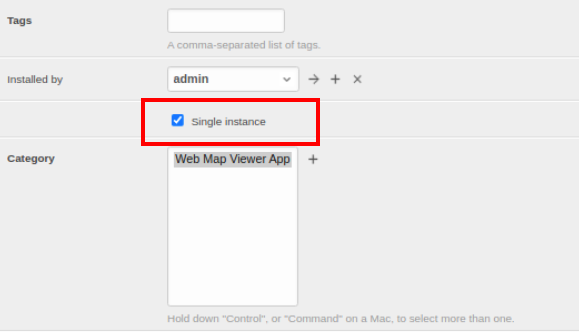 Tags
A comma-separated list of tags.
Installed by
admin
Single instance
Category
Web Map Viewer App
Hold down "Control", or "Command" on a Mac, to select more than one.